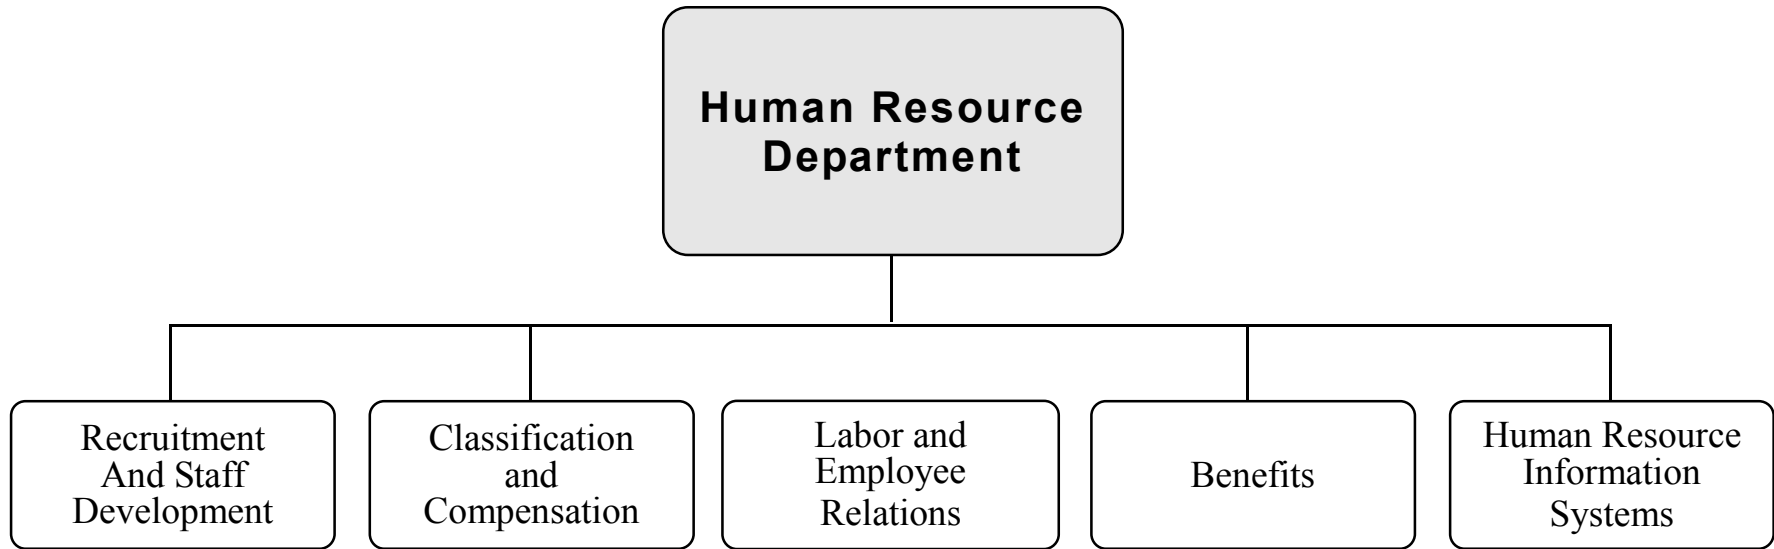 Human Resource
Department
Recruitment
And Staff
Development
Classification
and
Compensation
Labor and
Employee
Relations
Benefits
Human Resource
Information
Systems